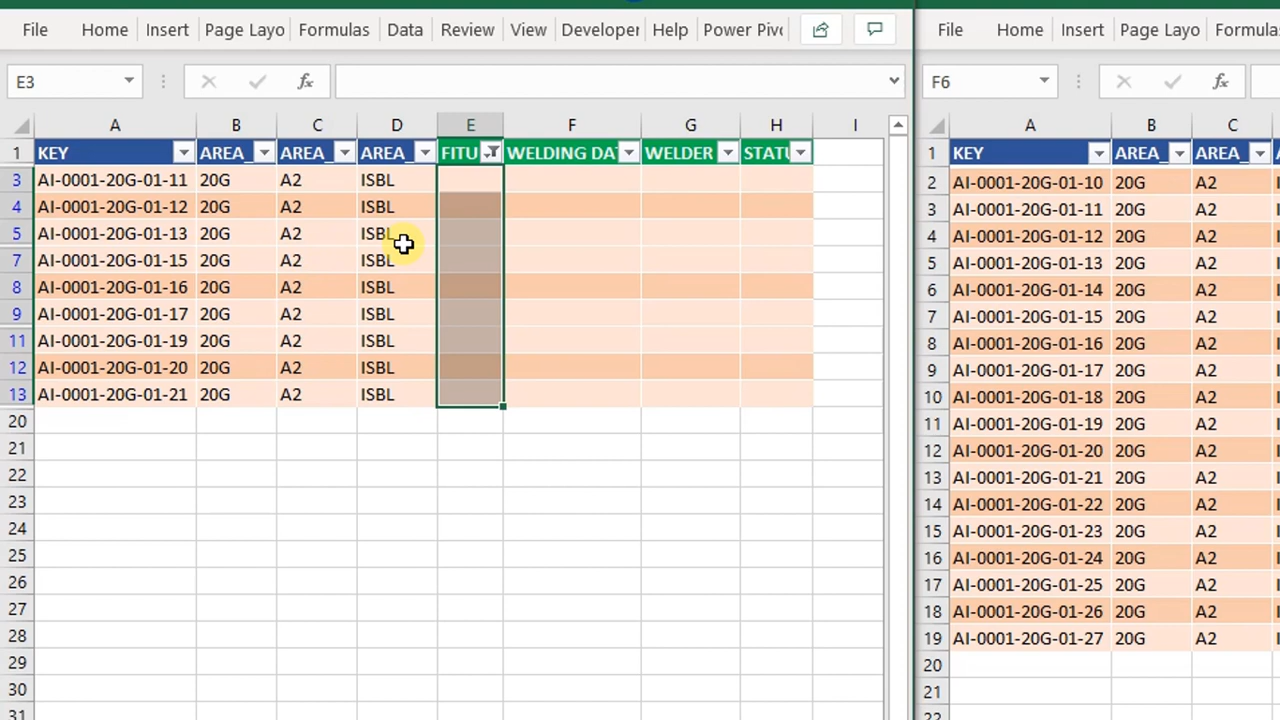 File Home Insert Page Layo Formulas Data Review View Developer Help Power Piv
E3 fx
A B C D E F G H I
1 KEY AREA_ AREA_ AREA_ FITU WELDING DA WELDER STATU
3 AI-0001-20G-01-11 20G A2 ISBL
4 AI-0001-20G-01-12 20G A2 ISBL
5 AI-0001-20G-01-13 20G A2 ISBL
7 AI-0001-20G-01-15 20G A2 ISBL
8 AI-0001-20G-01-16 20G A2 ISBL
9 AI-0001-20G-01-17 20G A2 ISBL
11 AI-0001-20G-01-19 20G A2 ISBL
12 AI-0001-20G-01-20 20G A2 ISBL
13 AI-0001-20G-01-21 20G A2 ISBL
20
21
22
23
24
25
26
27
28
29
30
31
File Home Insert Page Layo Formulas
F6 fx
A B C
1 KEY AREA_ AREA_
2 AI-0001-20G-01-10 20G A2
3 AI-0001-20G-01-11 20G A2
4 AI-0001-20G-01-12 20G A2
5 AI-0001-20G-01-13 20G A2
6 AI-0001-20G-01-14 20G A2
7 AI-0001-20G-01-15 20G A2
8 AI-0001-20G-01-16 20G A2
9 AI-0001-20G-01-17 20G A2
10 AI-0001-20G-01-18 20G A2
11 AI-0001-20G-01-19 20G A2
12 AI-0001-20G-01-20 20G A2
13 AI-0001-20G-01-21 20G A2
14 AI-0001-20G-01-22 20G A2
15 AI-0001-20G-01-23 20G A2
16 AI-0001-20G-01-24 20G A2
17 AI-0001-20G-01-25 20G A2
18 AI-0001-20G-01-26 20G A2
19 AI-0001-20G-01-27 20G A2
20
21
22